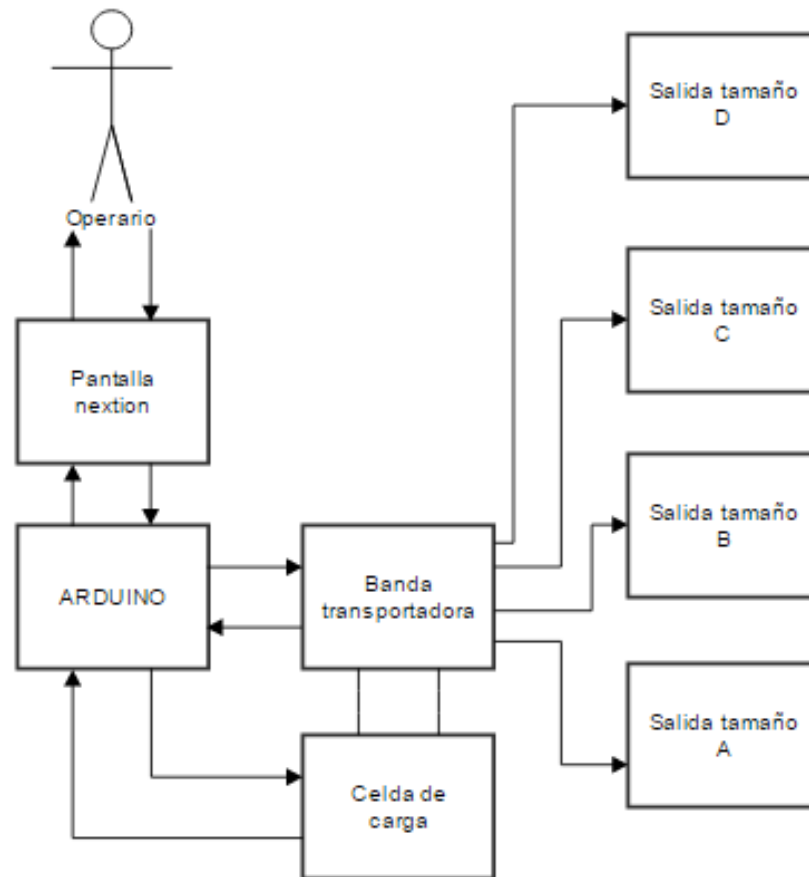 Operario
Pantalla
nextion
ARDUINO
Banda
transportadora
Celda de
carga
Salida tamaño
D
Salida tamaño
C
Salida tamaño
B
Salida tamaño
A